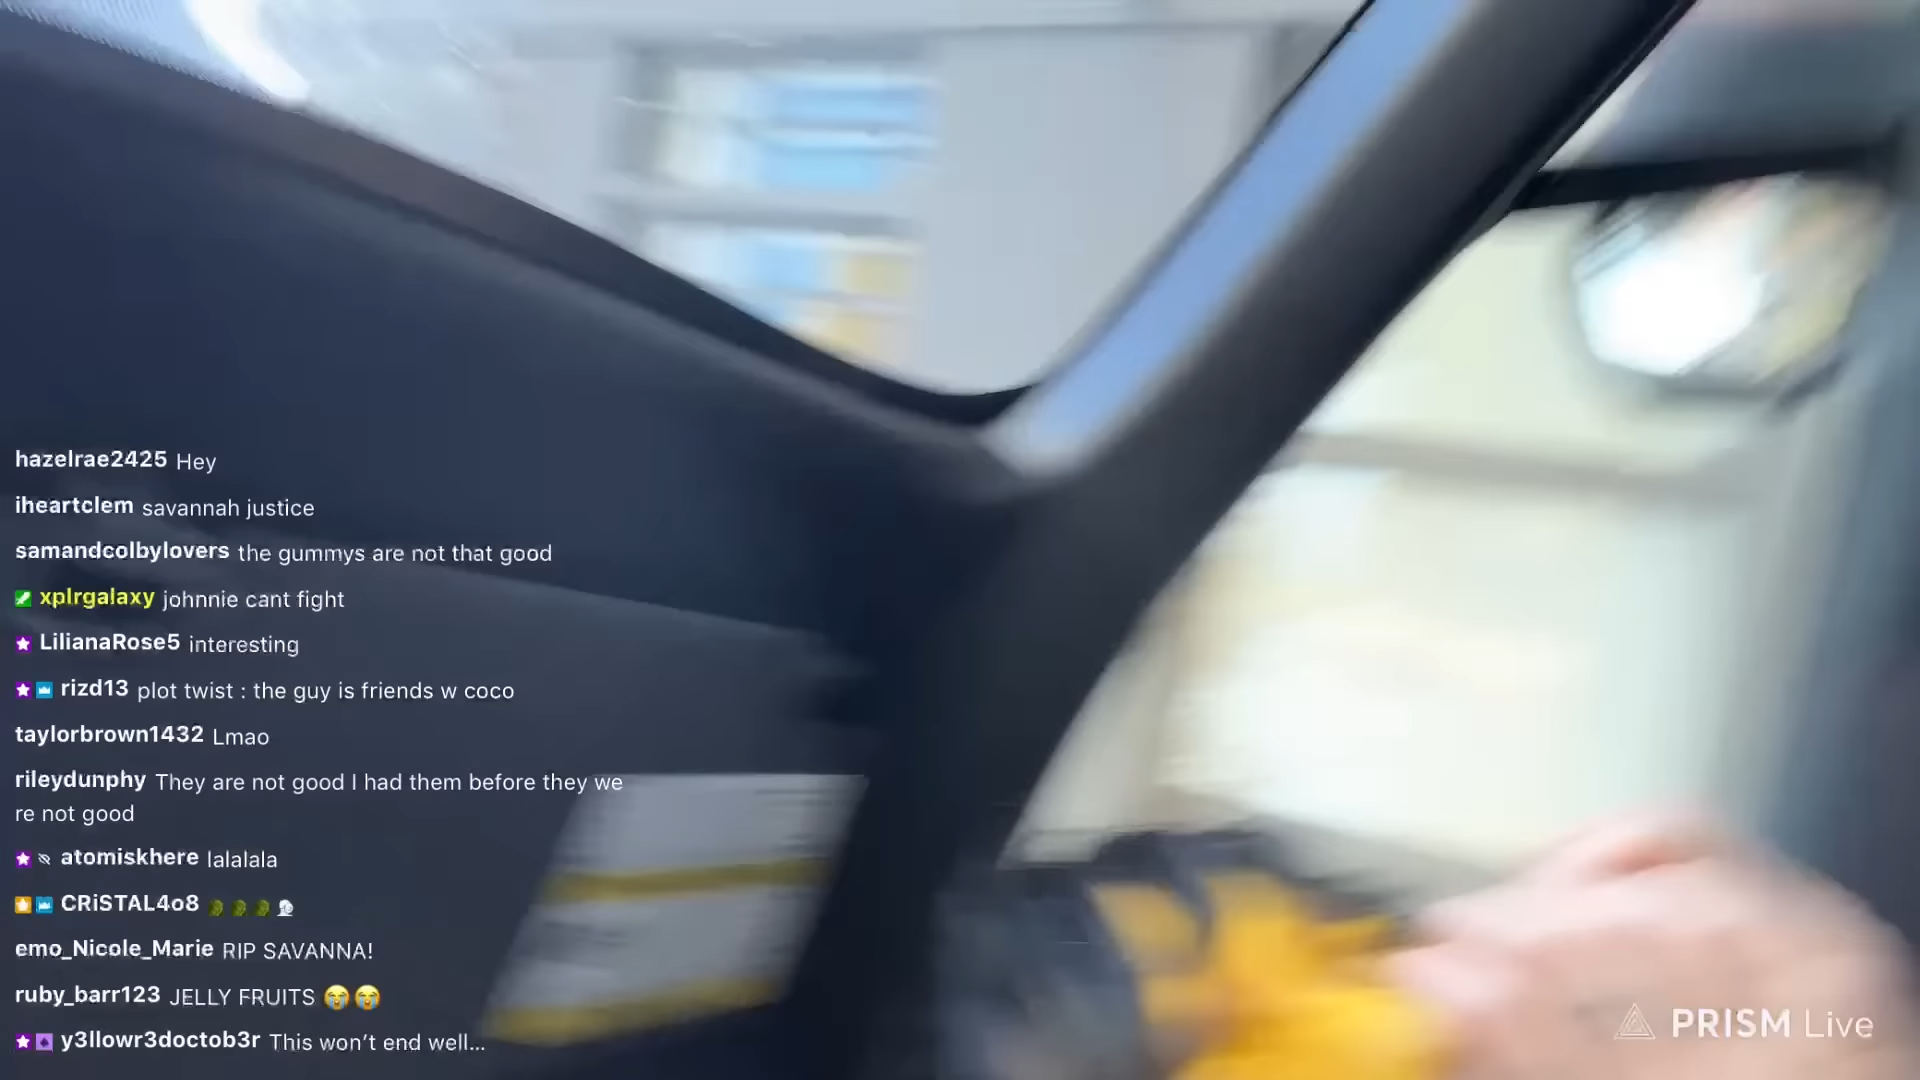 hazelrae2425 Hey
iheartclem savannah justice
samandcolbylovers the gummys are not that good
xplrgalaxy johnnie cant fight
LilianaRose5 interesting
rizd13 plot twist : the guy is friends w coco
taylorbrown1432 Lmao
rileydunphy They are not good I had them before they we
re not good
atomiskhere lalalala
CRiSTAL4o8
emo_Nicole_Marie RIP SAVANNA!
ruby_barr123 JELLY FRUITS 😭😭
y3llowr3doctob3r This won’t end well...
PRISM Live